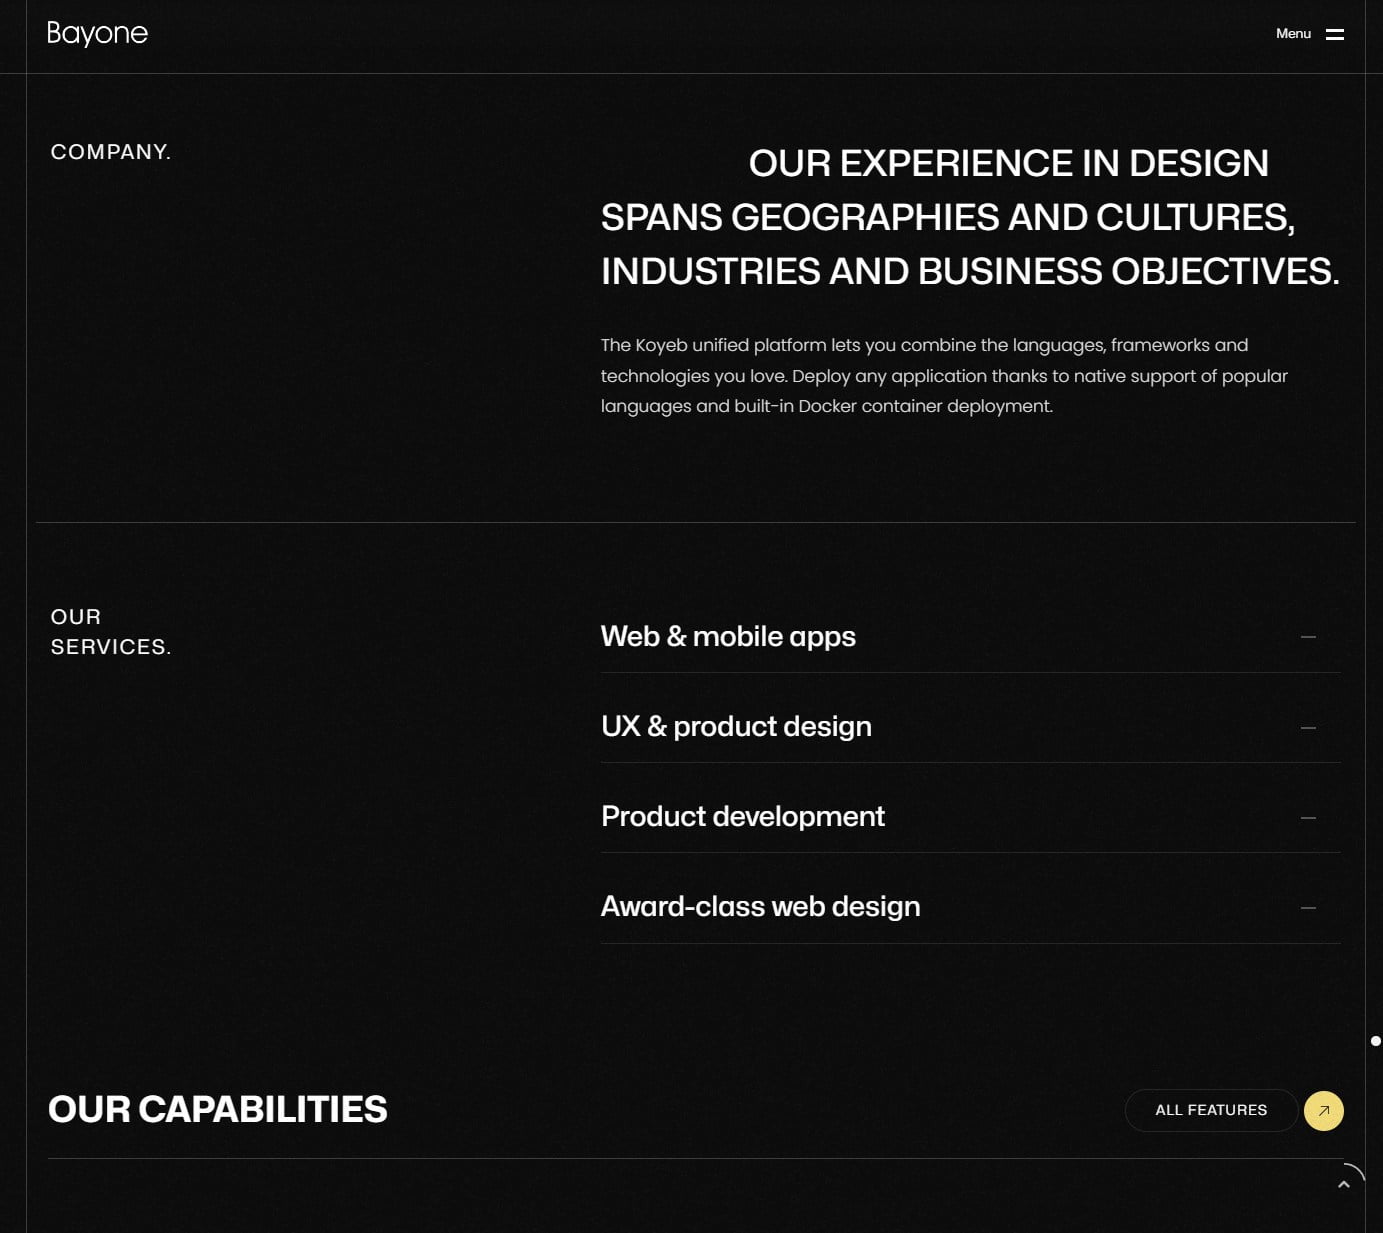 Bayone
Menu
COMPANY.
OUR EXPERIENCE IN DESIGN
SPANS GEOGRAPHIES AND CULTURES,
INDUSTRIES AND BUSINESS OBJECTIVES.
The Koyeb unified platform lets you combine the languages, frameworks and
technologies you love. Deploy any application thanks to native support of popular
languages and built-in Docker container deployment.
OUR
SERVICES.
Web & mobile apps
UX & product design
Product development
Award-class web design
OUR CAPABILITIES
ALL FEATURES